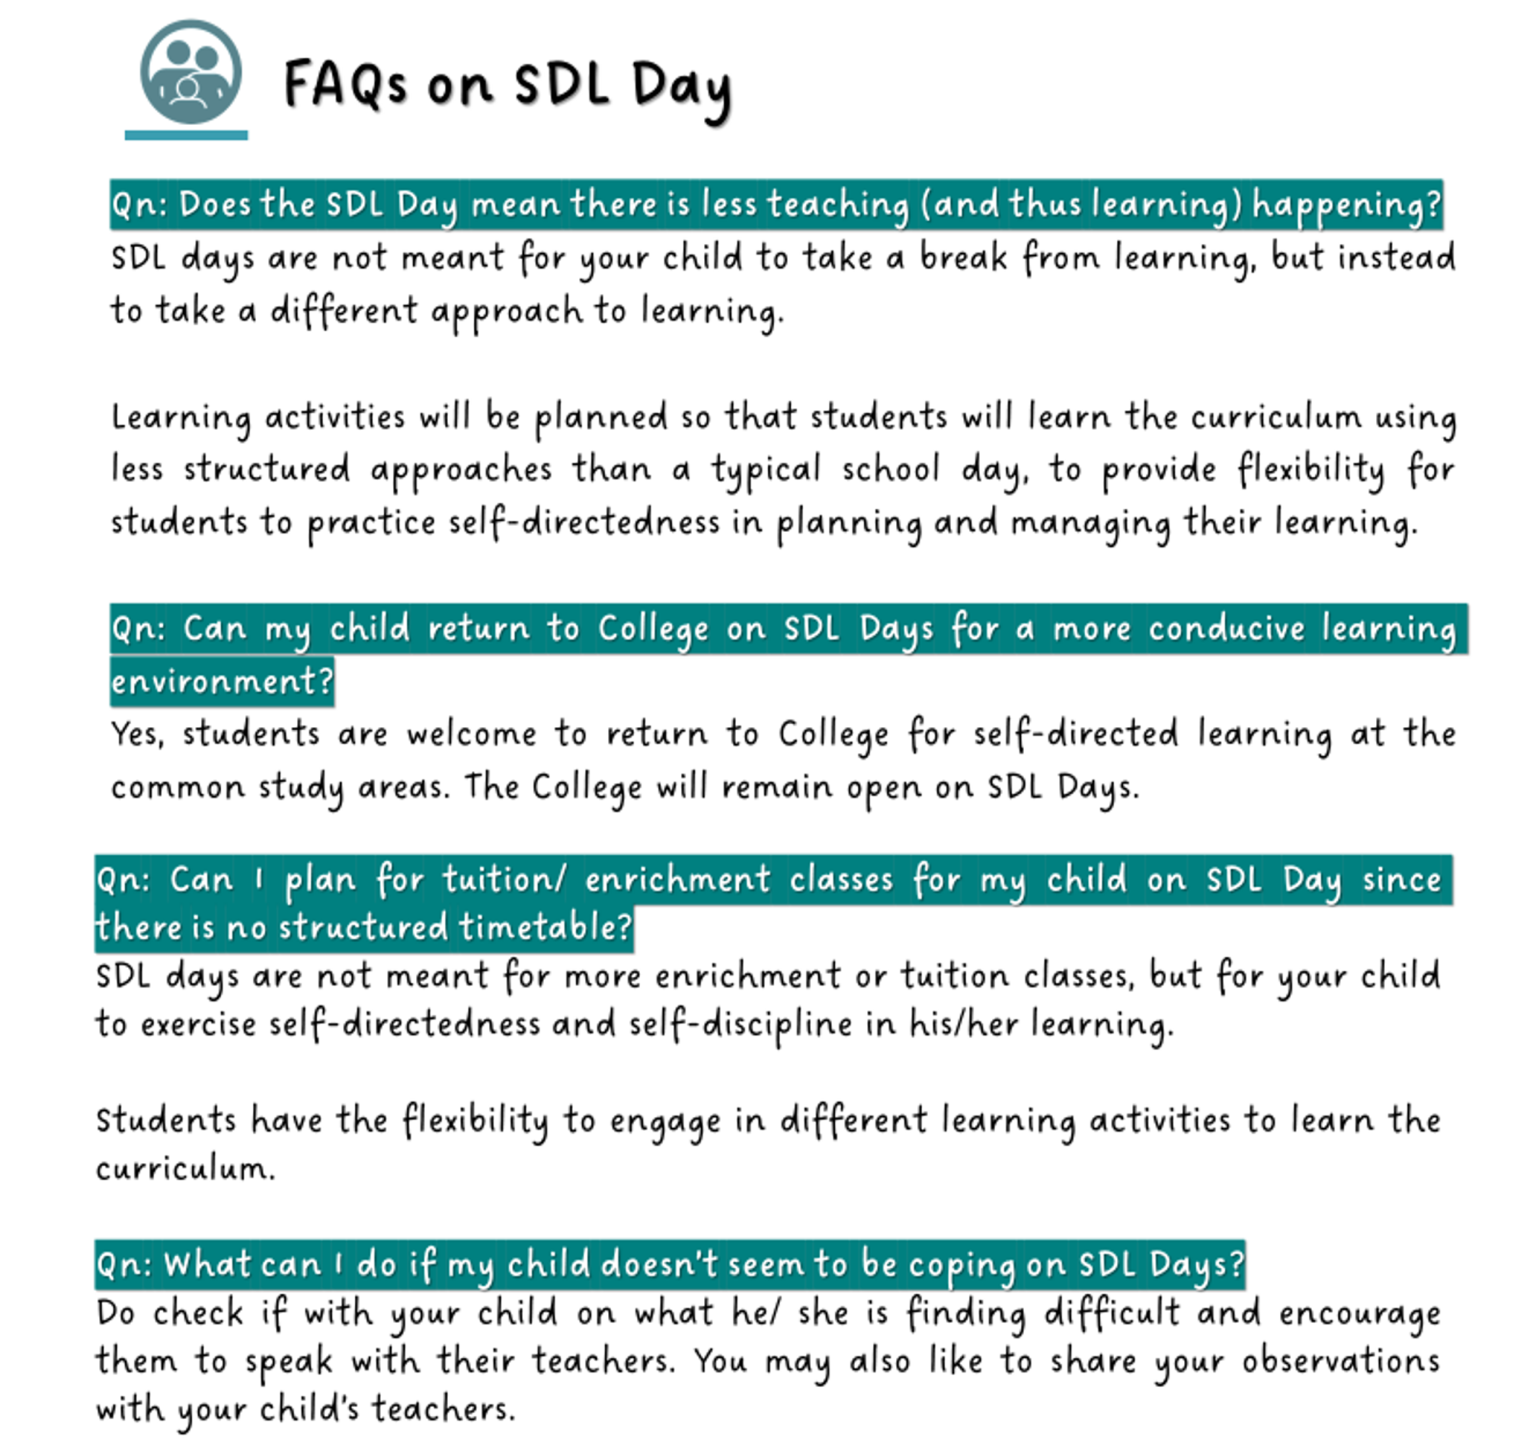 FAQs on SDL Day
Qn: Does the SDL Day mean there is less teaching (and thus learning) happening?
SDL days are not meant for your child to take a break from learning, but instead
to take a different approach to learning.
Learning activities will be planned so that students will learn the curriculum using
less structured approaches than a typical school day, to provide flexibility for
students to practice self-directedness in planning and managing their learning.
Qn: Can my child return to College on SDL Days for a more conducive learning
environment?
Yes, students are welcome to return to College for self-directed learning at the
common study areas. The College will remain open on SDL Days.
Qn: Can I plan for tuition/ enrichment classes for my child on SDL Day since
there is no structured timetable?
SDL days are not meant for more enrichment or tuition classes, but for your child
to exercise self-directedness and self-discipline in his/her learning.
Students have the flexibility to engage in different learning activities to learn the
curriculum.
Qn: What can I do if my child doesn't seem to be coping on SDL Days?
Do check if with your child on what he/ she is finding difficult and encourage
them to speak with their teachers. You may also like to share your observations
with your child's teachers.